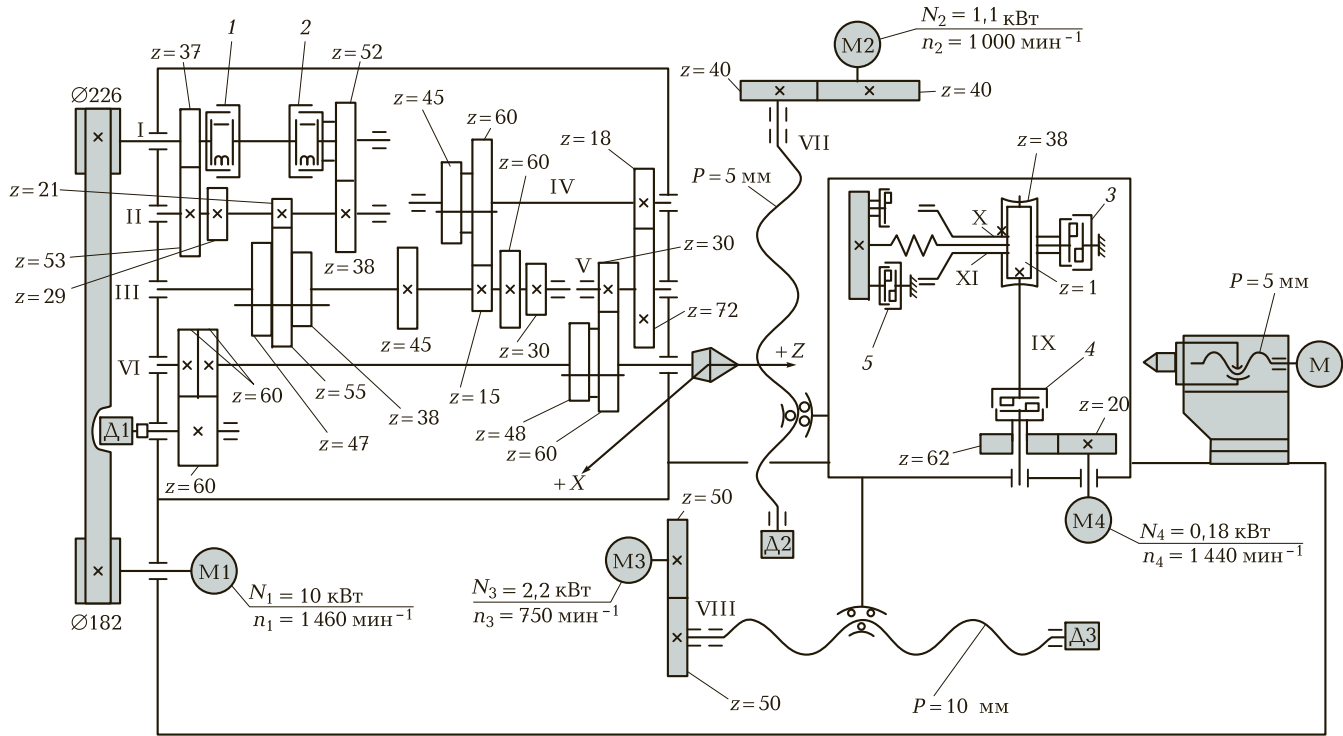 1
2
z=37
z=52
Ø226
I
z=45
z=60
z=18
z=60
z=21
II
IV
z=53
z=29
III
z=38
V
z=30
z=45
z=30
z=72
VI
z=60
z=55
z=38
z=15
z=47
z=48
z=60
Д1
z=60
+X
+Z
Ø182
M1
N₁ = 10 кВт
n₁ = 1 460 мин⁻¹
M2
N₂ = 1,1 кВт
n₂ = 1 000 мин⁻¹
z=40
z=40
VII
P=5 мм
Д2
z=38
3
X
XI
z=1
5
IX
4
z=20
z=62
M4
N₄ = 0,18 кВт
n₄ = 1 440 мин⁻¹
P=5 мм
M
z=50
M3
N₃ = 2,2 кВт
n₃ = 750 мин⁻¹
VIII
z=50
Д3
P=10 мм